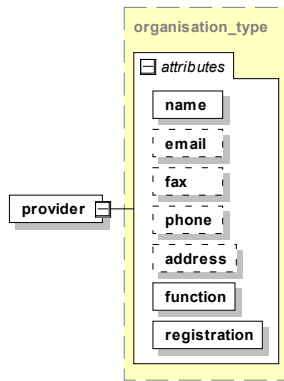 organisation_type
attributes
name
email
fax
phone
provider
address
function
registration